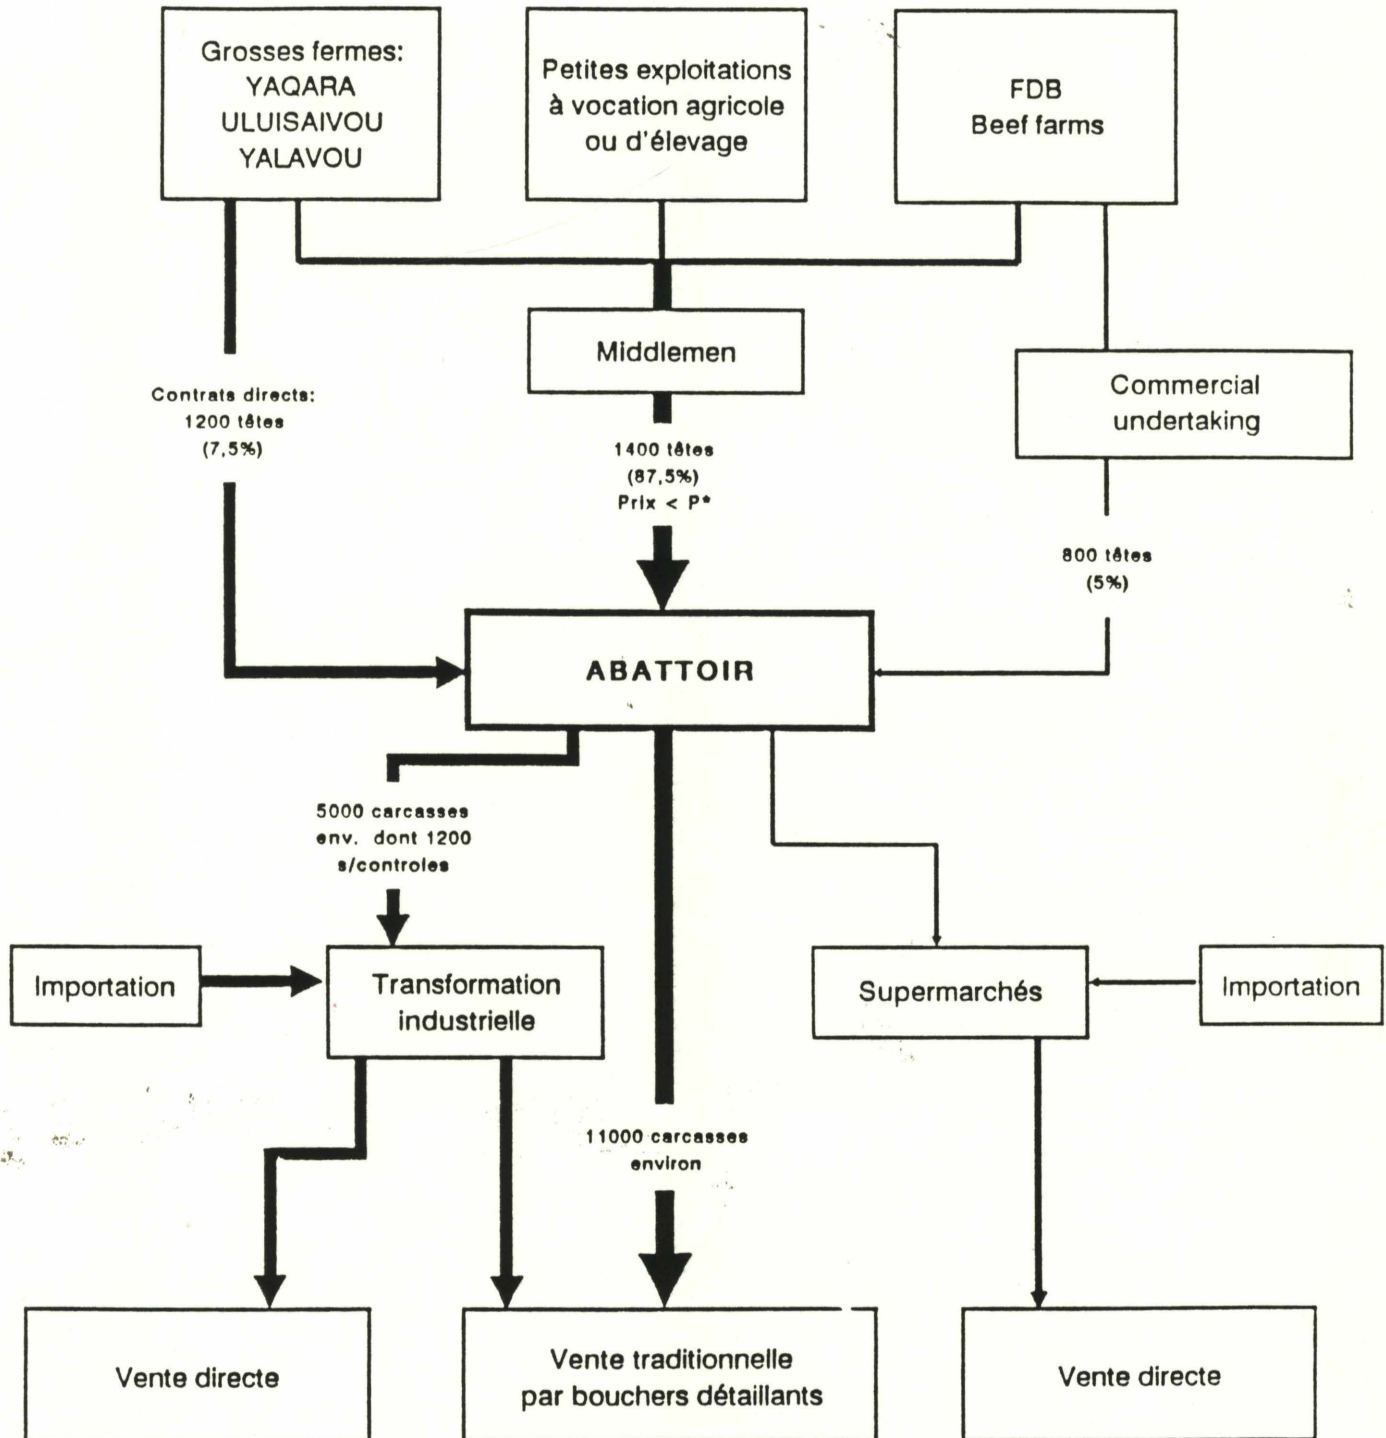 Grosses fermes:
YAQARA
ULUISAIVOU
YALAVOU
Petites exploitations
à vocation agricole
ou d'élevage
FDB
Beef farms
Middlemen
Commercial
undertaking
Contrats directs:
1200 têtes
(7,5%)
1400 têtes
(87,5%)
Prix < P*
800 têtes
(5%)
ABATTOIR
5000 carcasses
env. dont 1200
s/controles
Importation
Transformation
industrielle
Supermarchés
Importation
11000 carcasses
environ
Vente directe
Vente traditionnelle
par bouchers détaillants
Vente directe